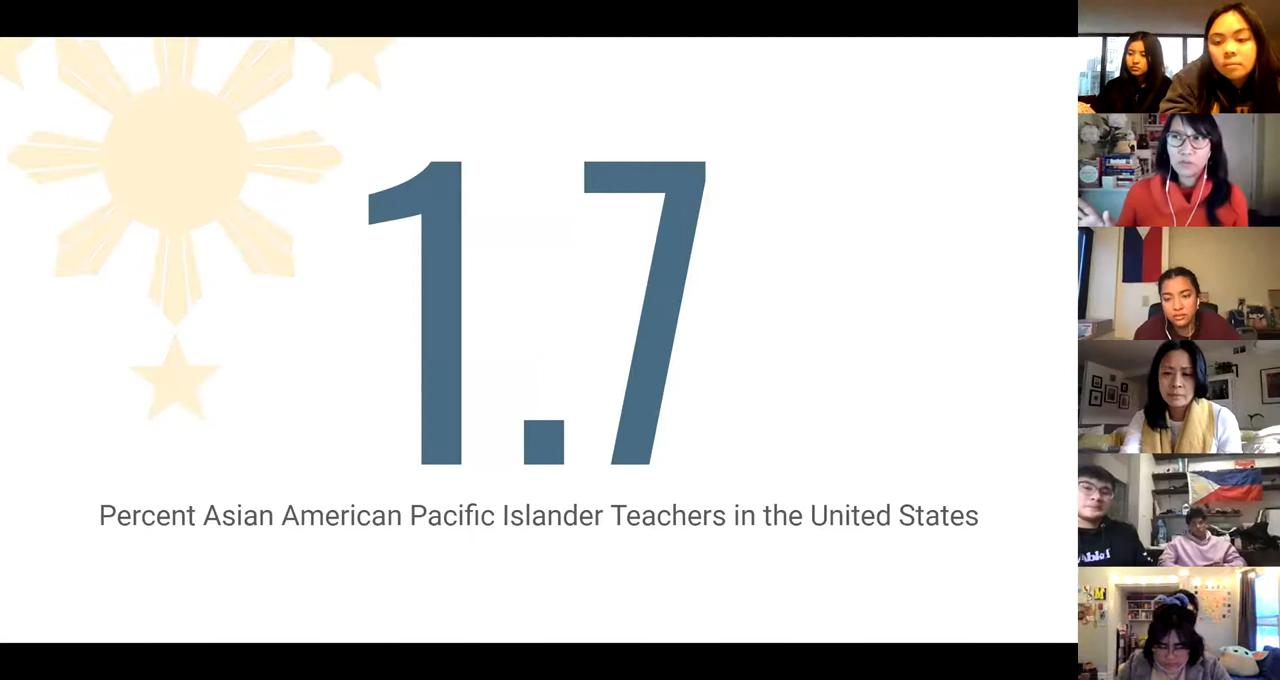 1.7
Percent Asian American Pacific Islander Teachers in the United States